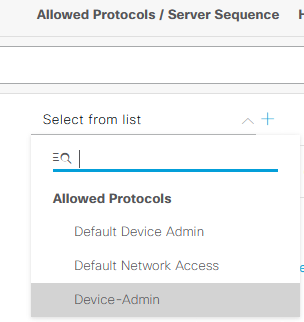 Allowed Protocols / Server Sequence
Select from list
Allowed Protocols
Default Device Admin
Default Network Access
Device-Admin